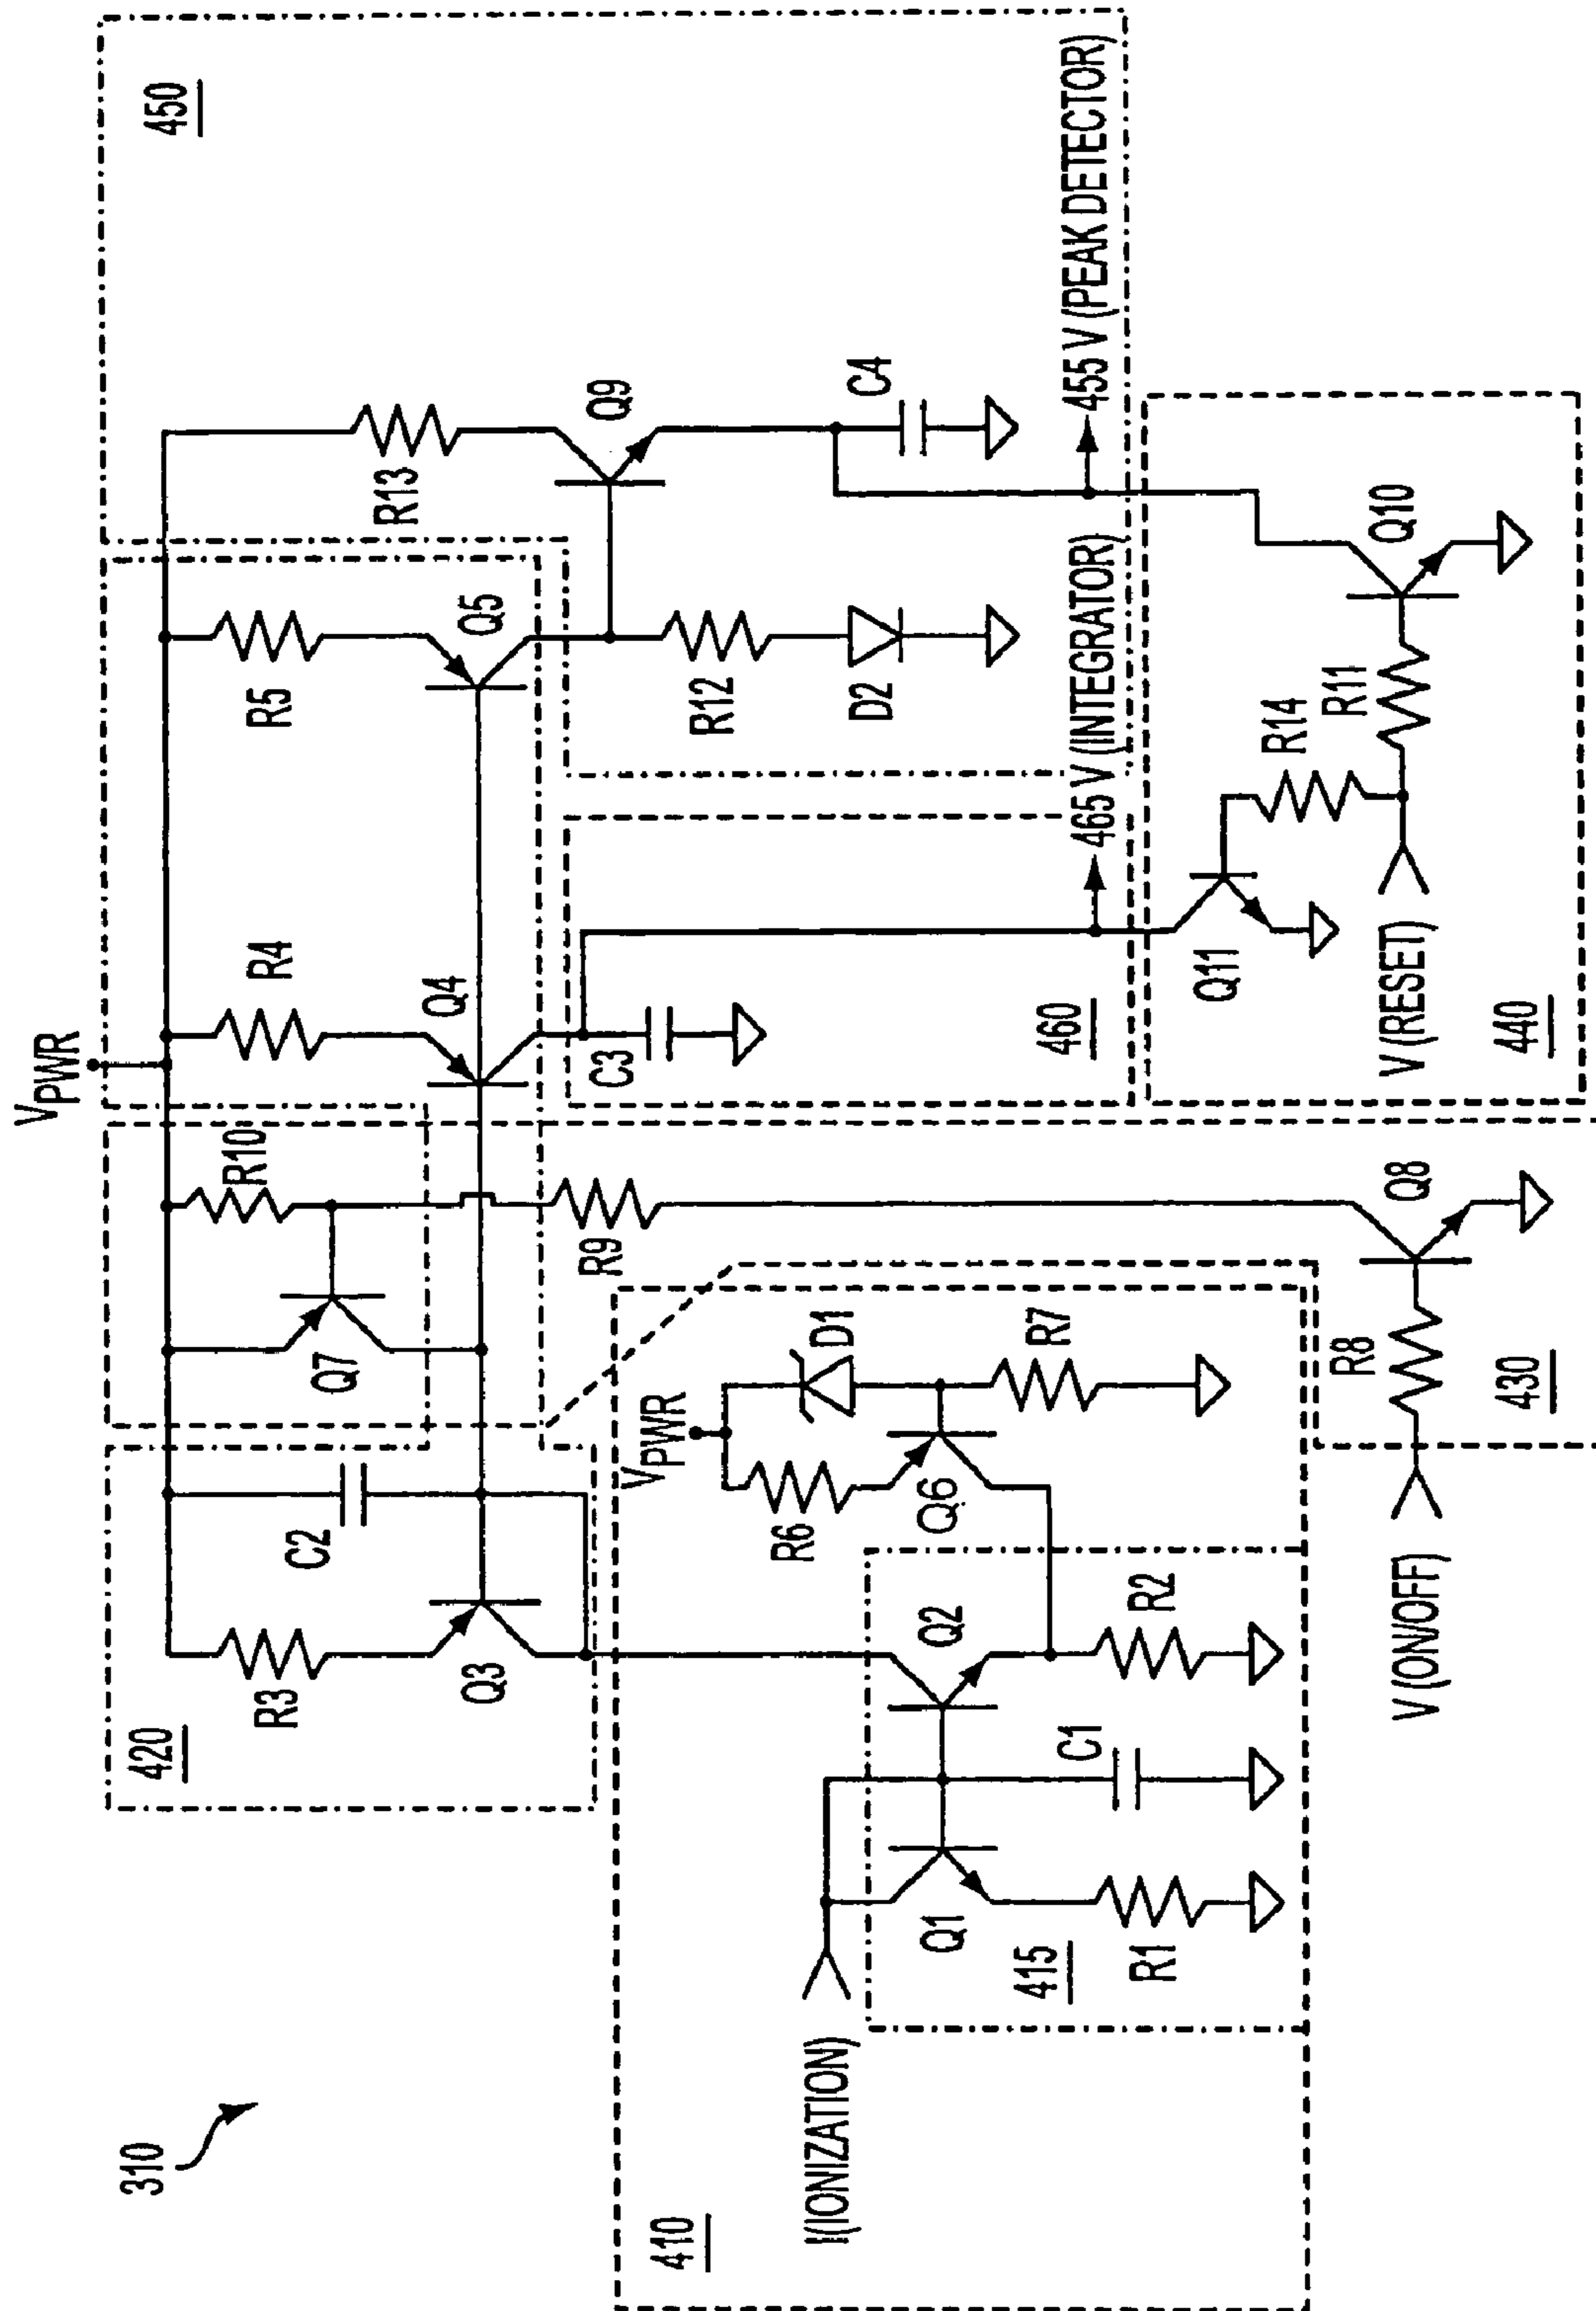 310
V PWR
450
R13
Q9
C4
455 V (PEAK DETECTOR)
R5
Q5
R12
D2
465 V (INTEGRATOR)
Q10
R11
R14
R4
Q4
C3
460
Q11
V (RESET)
440
R10
Q7
R9
Q8
R8
430
V (ON/OFF)
C2
R3
Q3
420
V PWR
D1
R6
Q6
R7
Q2
R2
C1
Q1
R1
415
I(IONIZATION)
410